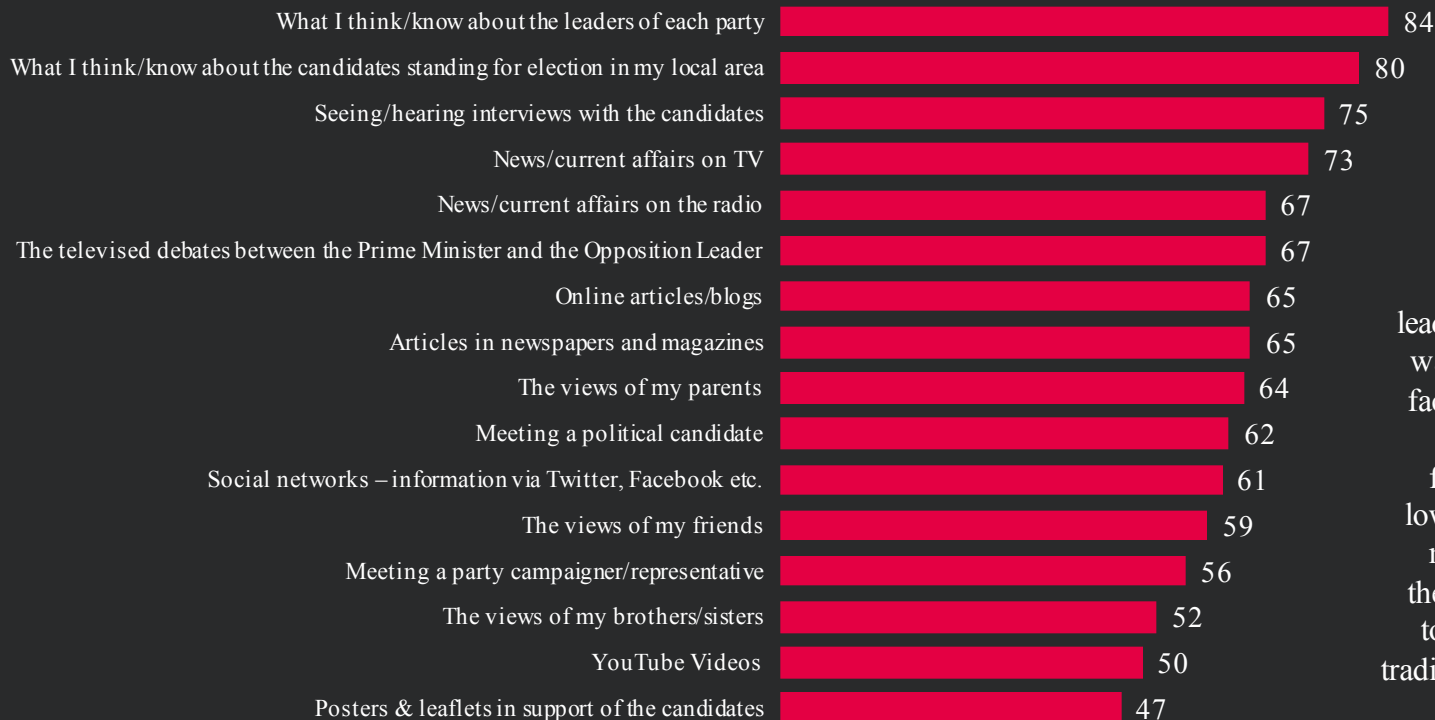 What I think/know about the leaders of each party 84
What I think/know about the candidates standing for election in my local area 80
Seeing/hearing interviews with the candidates 75
News/current affairs on TV 73
News/current affairs on the radio 67
The televised debates between the Prime Minister and the Opposition Leader 67
Online articles/blogs 65
Articles in newspapers and magazines 65
The views of my parents 64
Meeting a political candidate 62
Social networks – information via Twitter, Facebook etc. 61
The views of my friends 59
Meeting a party campaigner/representative 56
The views of my brothers/sisters 52
YouTube Videos 50
Posters & leaflets in support of the candidates 47